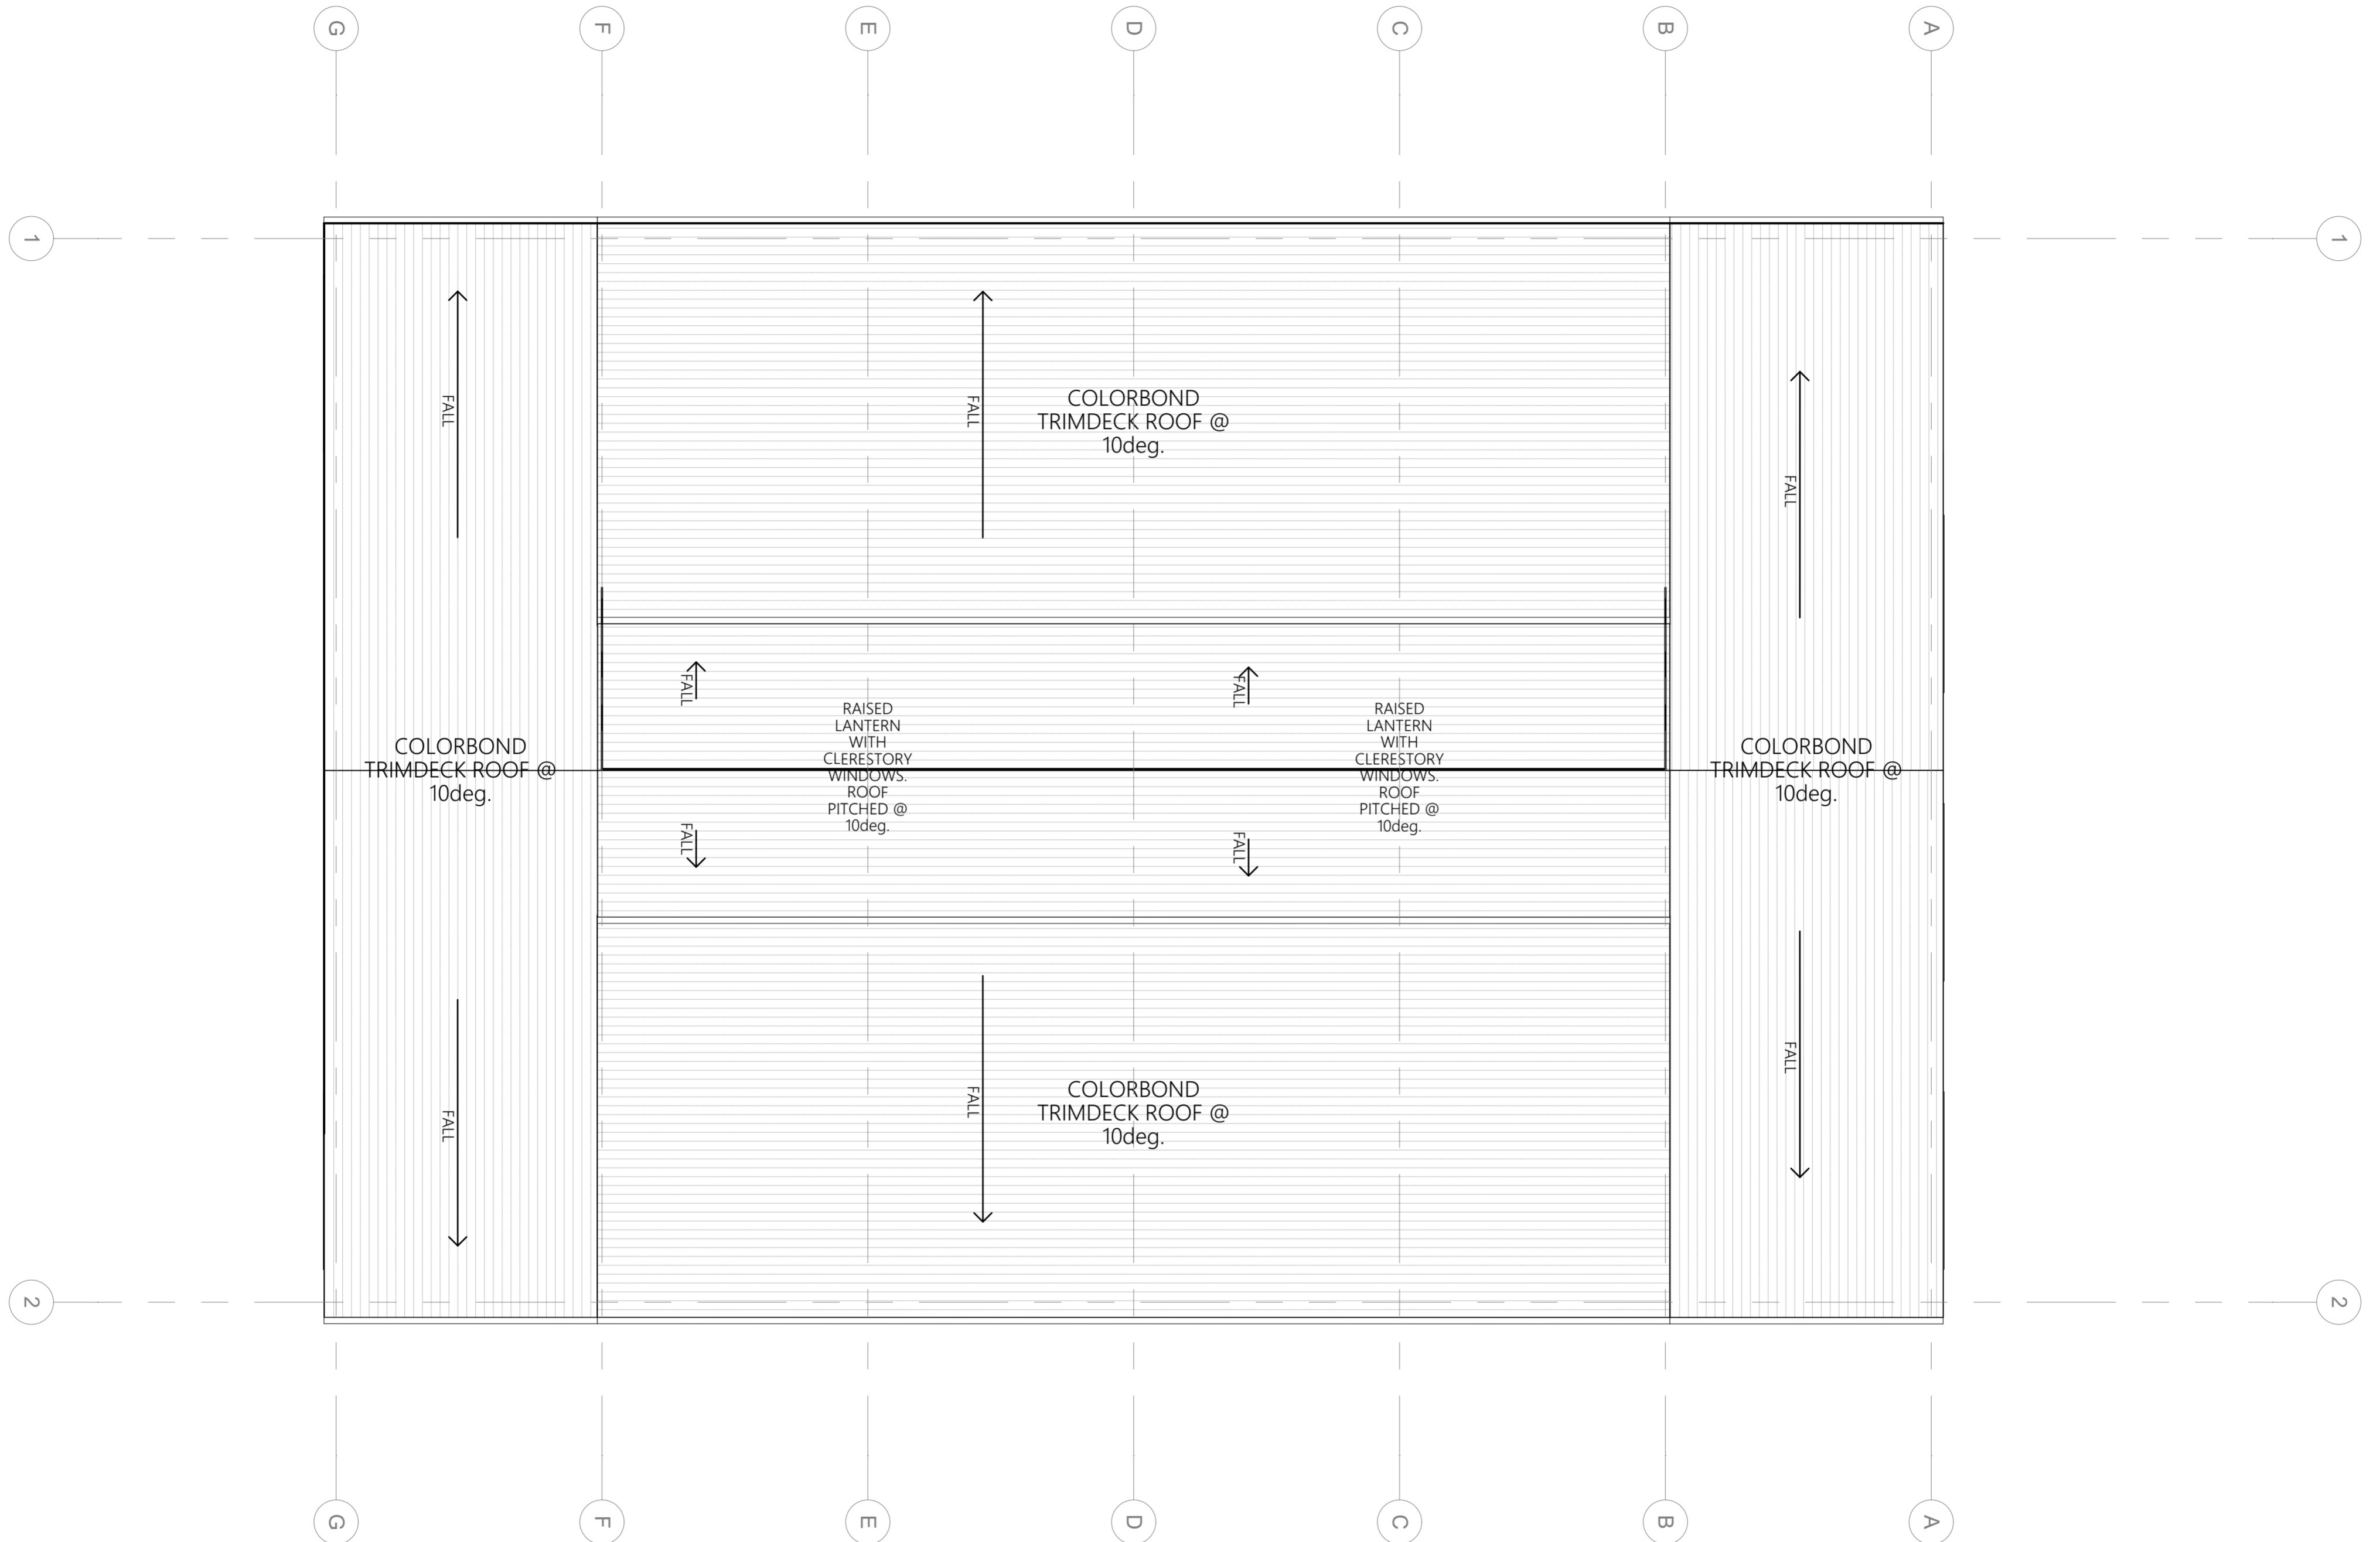 G
F
E
D
C
B
A
1
1
FALL
FALL
COLORBOND
TRIMDECK ROOF @
10deg.
FALL
FALL
FALL
RAISED
LANTERN
WITH
CLERESTORY
WINDOWS.
ROOF
PITCHED @
10deg.
RAISED
LANTERN
WITH
CLERESTORY
WINDOWS.
ROOF
PITCHED @
10deg.
COLORBOND
TRIMDECK ROOF @
10deg.
COLORBOND
TRIMDECK ROOF @
10deg.
FALL
FALL
FALL
FALL
COLORBOND
TRIMDECK ROOF @
10deg.
FALL
2
2
G
F
E
D
C
B
A